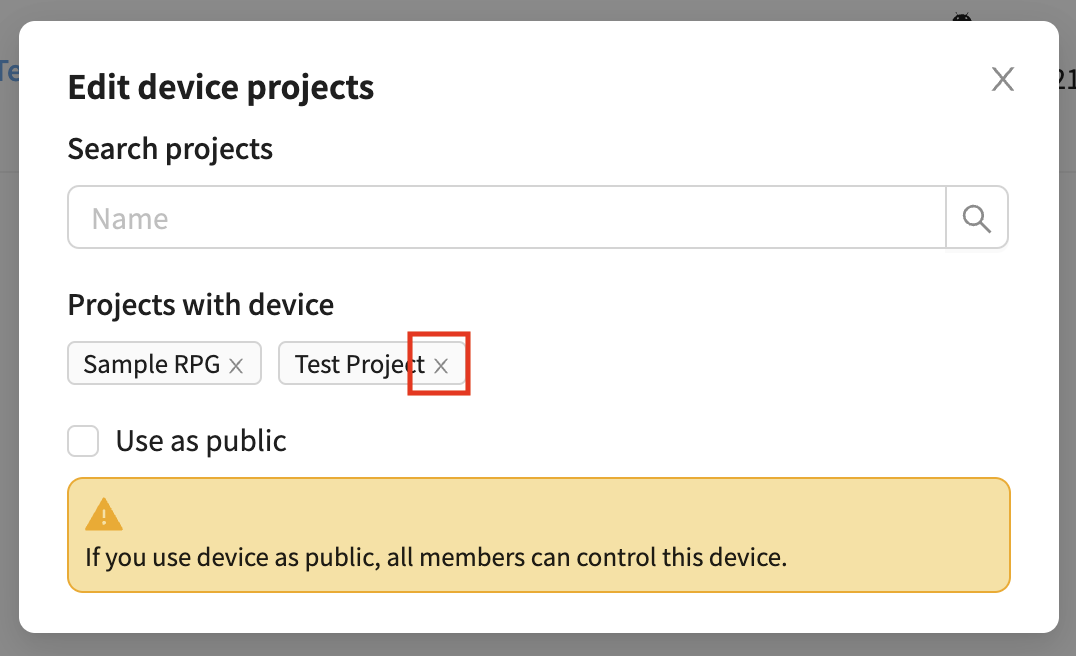 Edit device projects
Search projects
Name
Projects with device
Sample RPG
Test Project
Use as public
If you use device as public, all members can control this device.